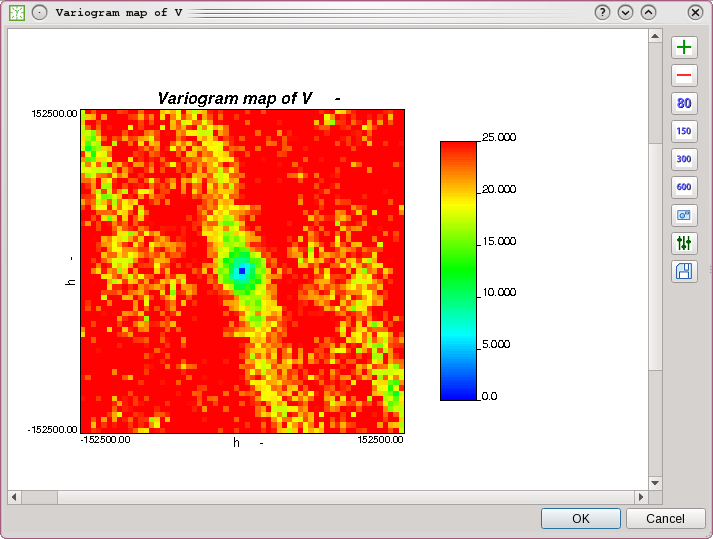 Variogram map of V
Variogram map of V -
152500.00
h -
-152500.00
-152500.00
h -
152500.00
25.000
20.000
15.000
10.000
5.000
0.0
80
150
300
600
OK
Cancel